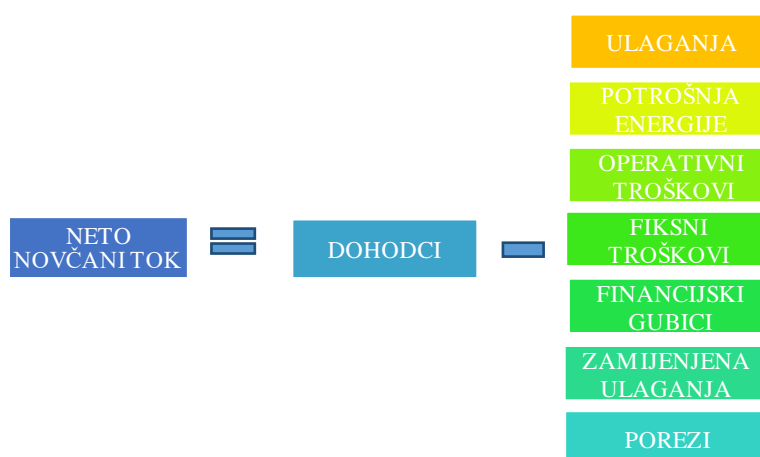 NETO
NOVČANI TOK
DOHODCI
ULAGANJA
POTROŠNJA
ENERGIJE
OPERATIVNI
TROŠKOVI
FIKSNI
TROŠKOVI
FINANCIJSKI
GUBICI
ZAMIJENJENA
ULAGANJA
POREZI